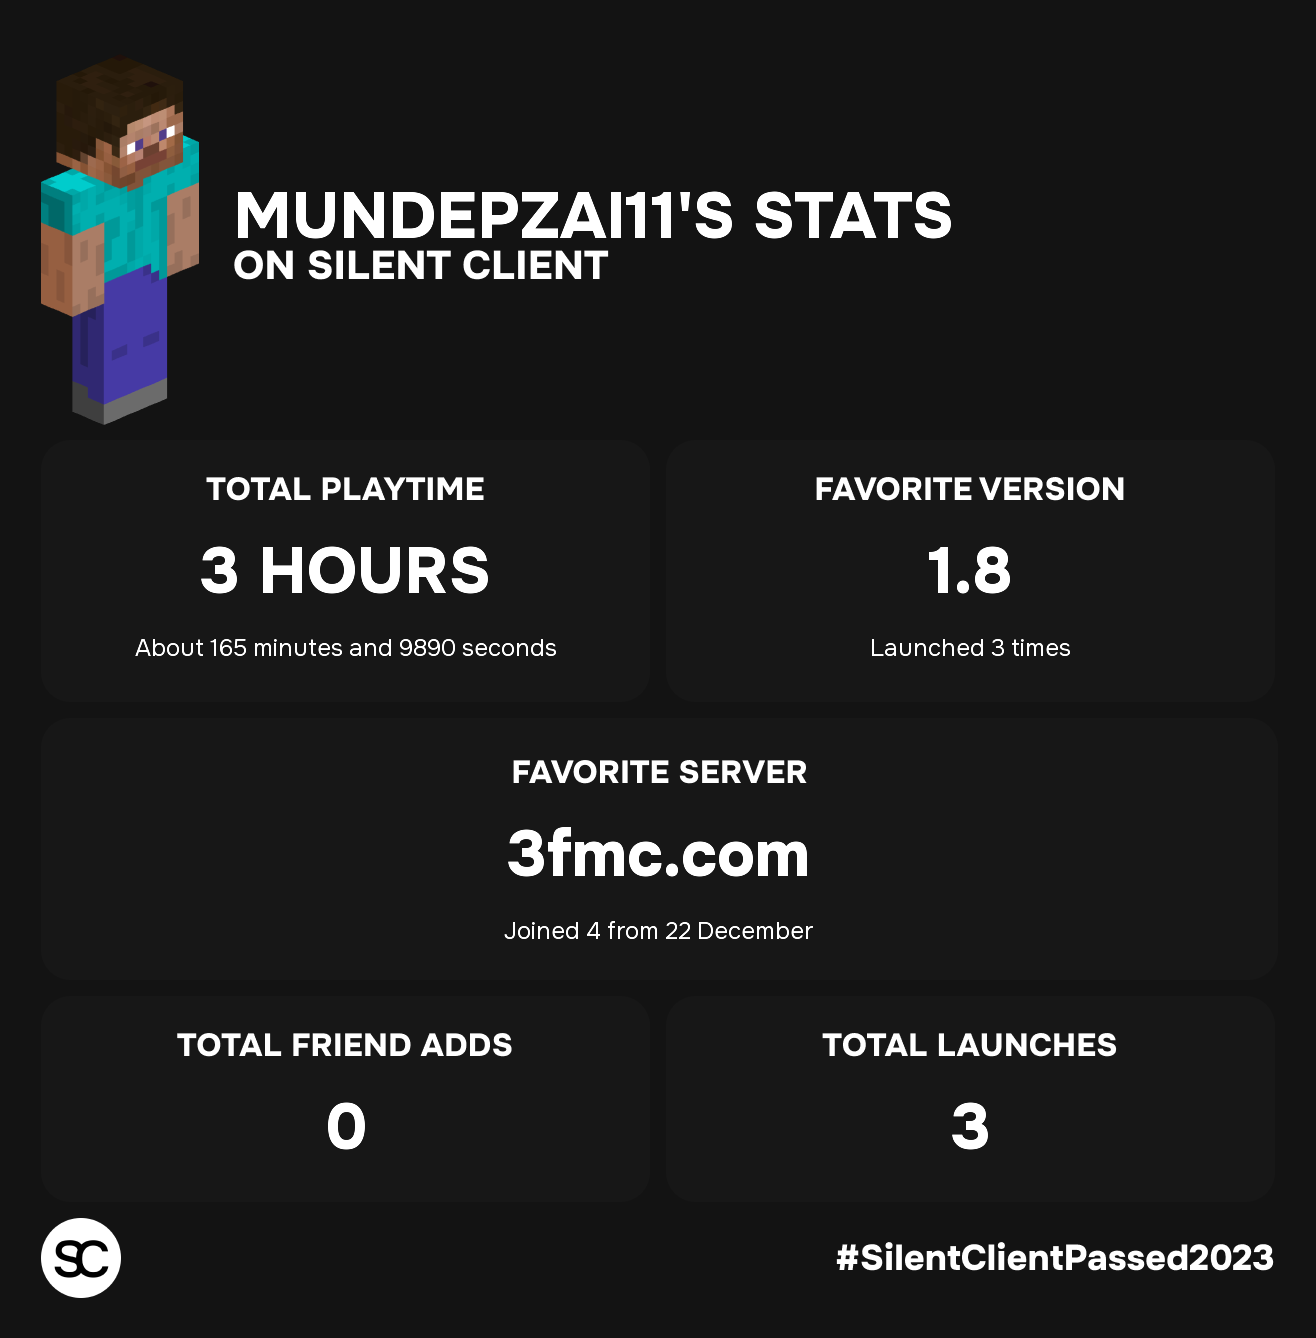 MUNDEPZAI11'S STATS
ON SILENT CLIENT
TOTAL PLAYTIME
3 HOURS
About 165 minutes and 9890 seconds
FAVORITE VERSION
1.8
Launched 3 times
FAVORITE SERVER
3fmc.com
Joined 4 from 22 December
TOTAL FRIEND ADDS
0
TOTAL LAUNCHES
3
SC
#SilentClientPassed2023